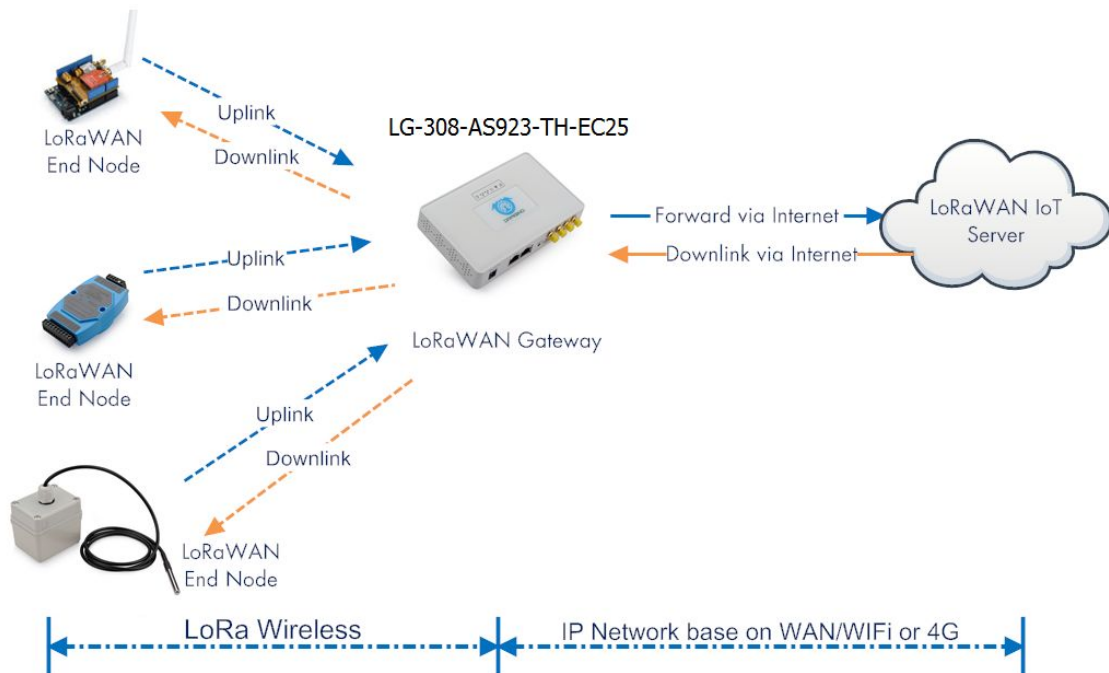 LoRaWAN
End Node
Uplink
Downlink
LG-308-AS923-TH-EC25
Forward via Internet
Downlink via Internet
LoRaWAN IoT
Server
Uplink
Downlink
LoRaWAN Gateway
LoRaWAN
End Node
Uplink
Downlink
LoRaWAN
End Node
LoRa Wireless
IP Network base on WAN/WIFi or 4G